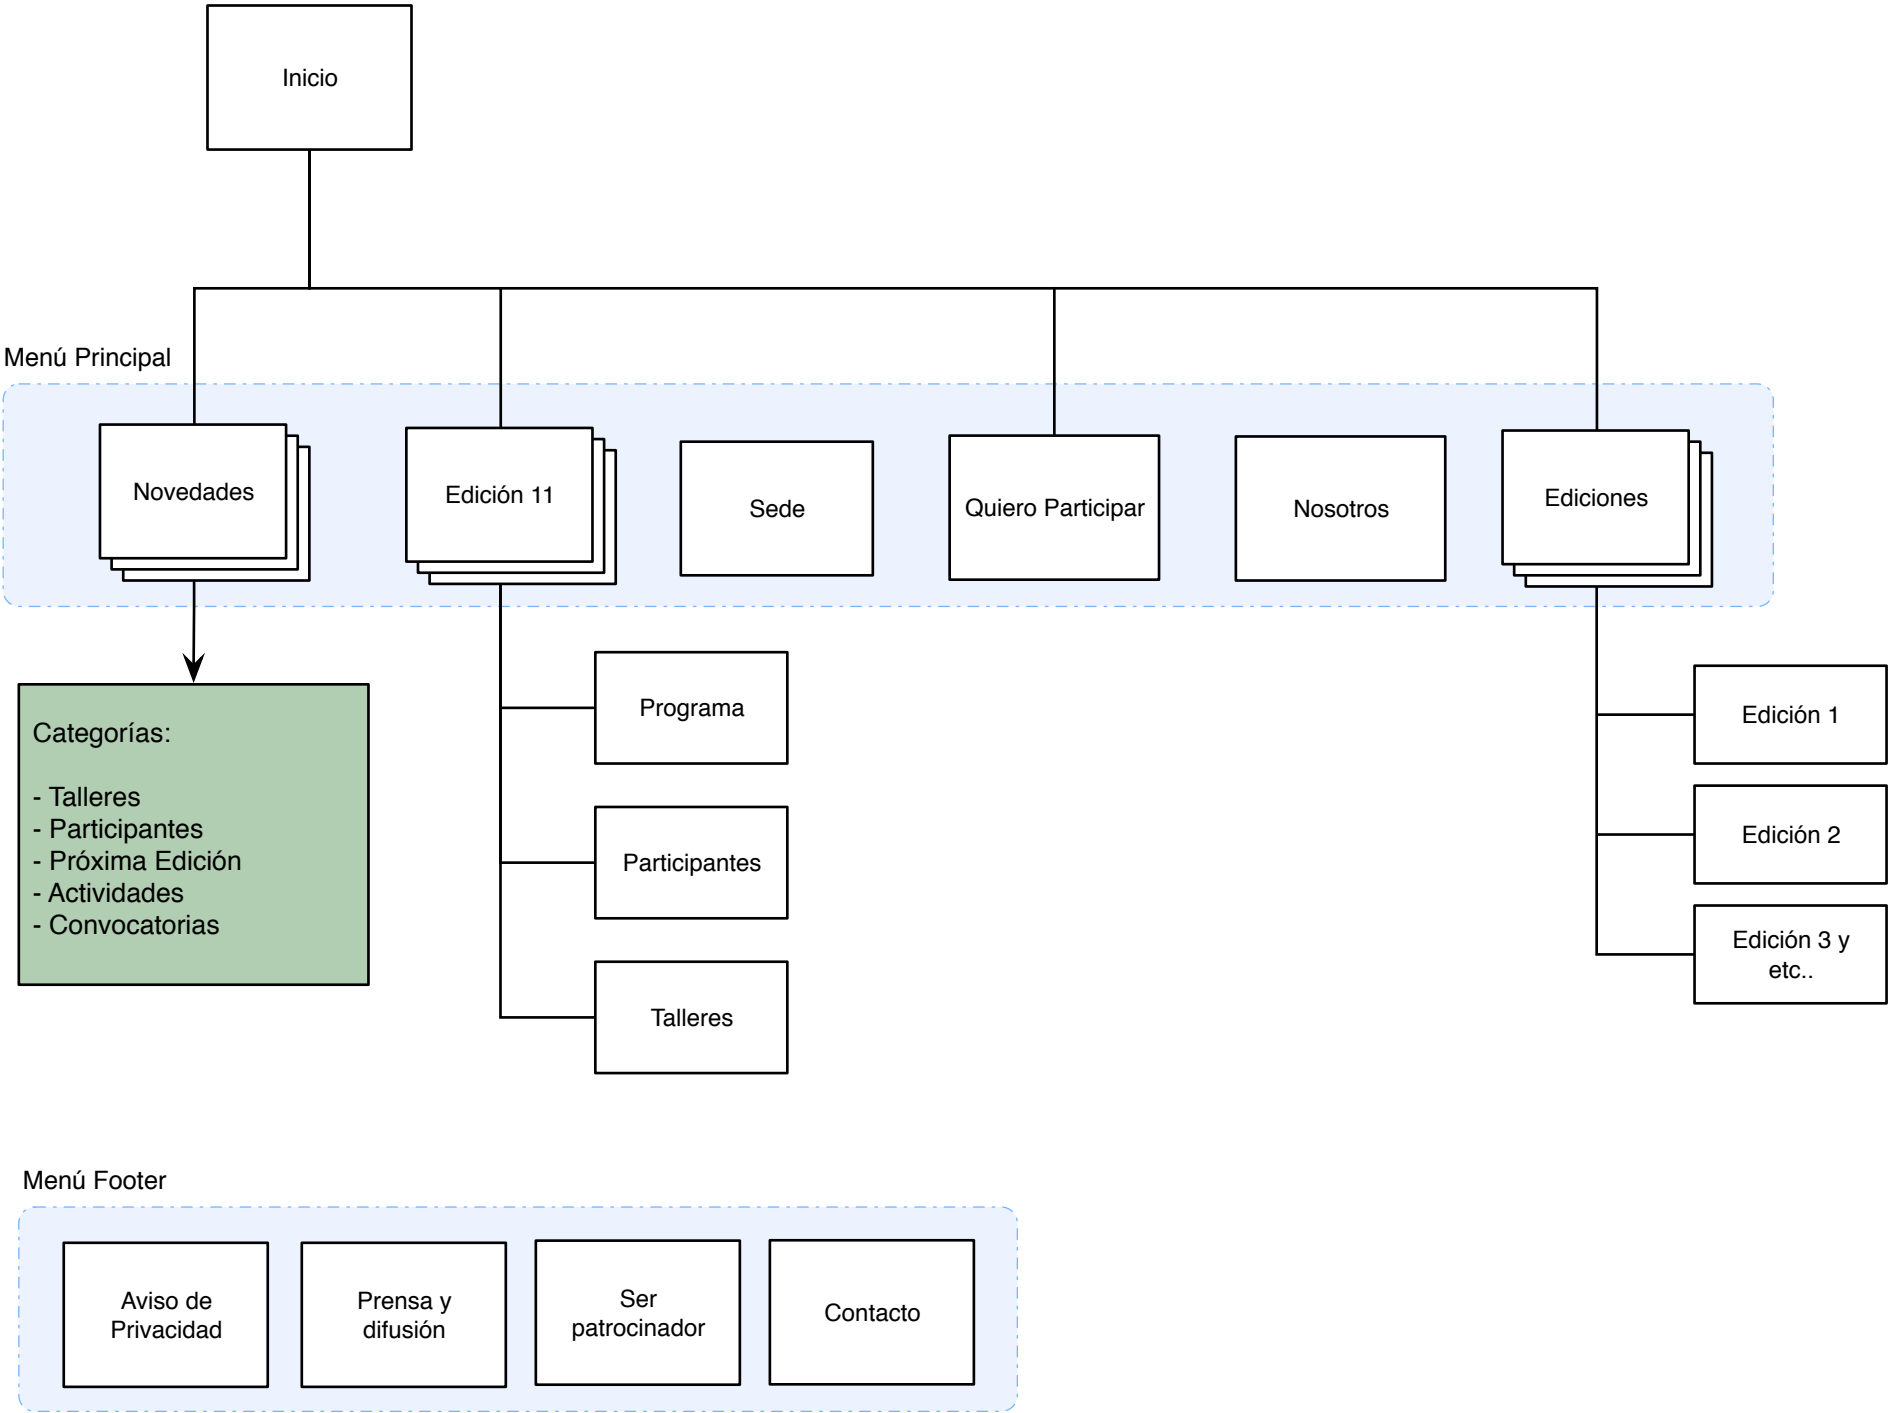 Inicio
Menú Principal
Novedades
Edición 11
Sede
Quiero Participar
Nosotros
Ediciones
Categorías:
- Talleres
- Participantes
- Próxima Edición
- Actividades
- Convocatorias
Programa
Participantes
Talleres
Edición 1
Edición 2
Edición 3 y
etc..
Menú Footer
Aviso de
Privacidad
Prensa y
difusión
Ser
patrocinador
Contacto